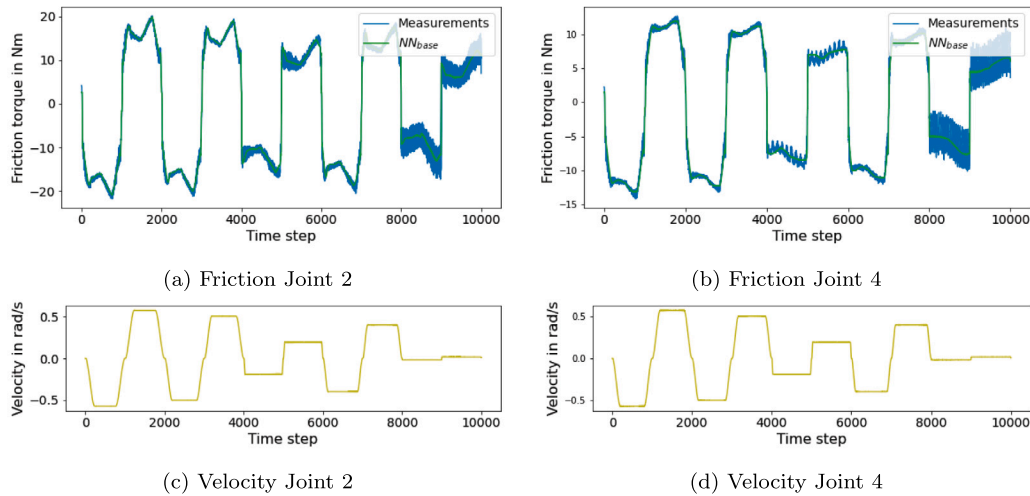 20
10
0
−10
−20
Friction torque in Nm
Measurements
NN_base
0 2000 4000 6000 8000 10000
Time step
(a) Friction Joint 2
10
5
0
−5
−10
−15
Friction torque in Nm
Measurements
NN_base
0 2000 4000 6000 8000 10000
Time step
(b) Friction Joint 4
0.5
0.0
−0.5
Velocity in rad/s
0 2000 4000 6000 8000 10000
Time step
(c) Velocity Joint 2
0.5
0.0
−0.5
Velocity in rad/s
0 2000 4000 6000 8000 10000
Time step
(d) Velocity Joint 4